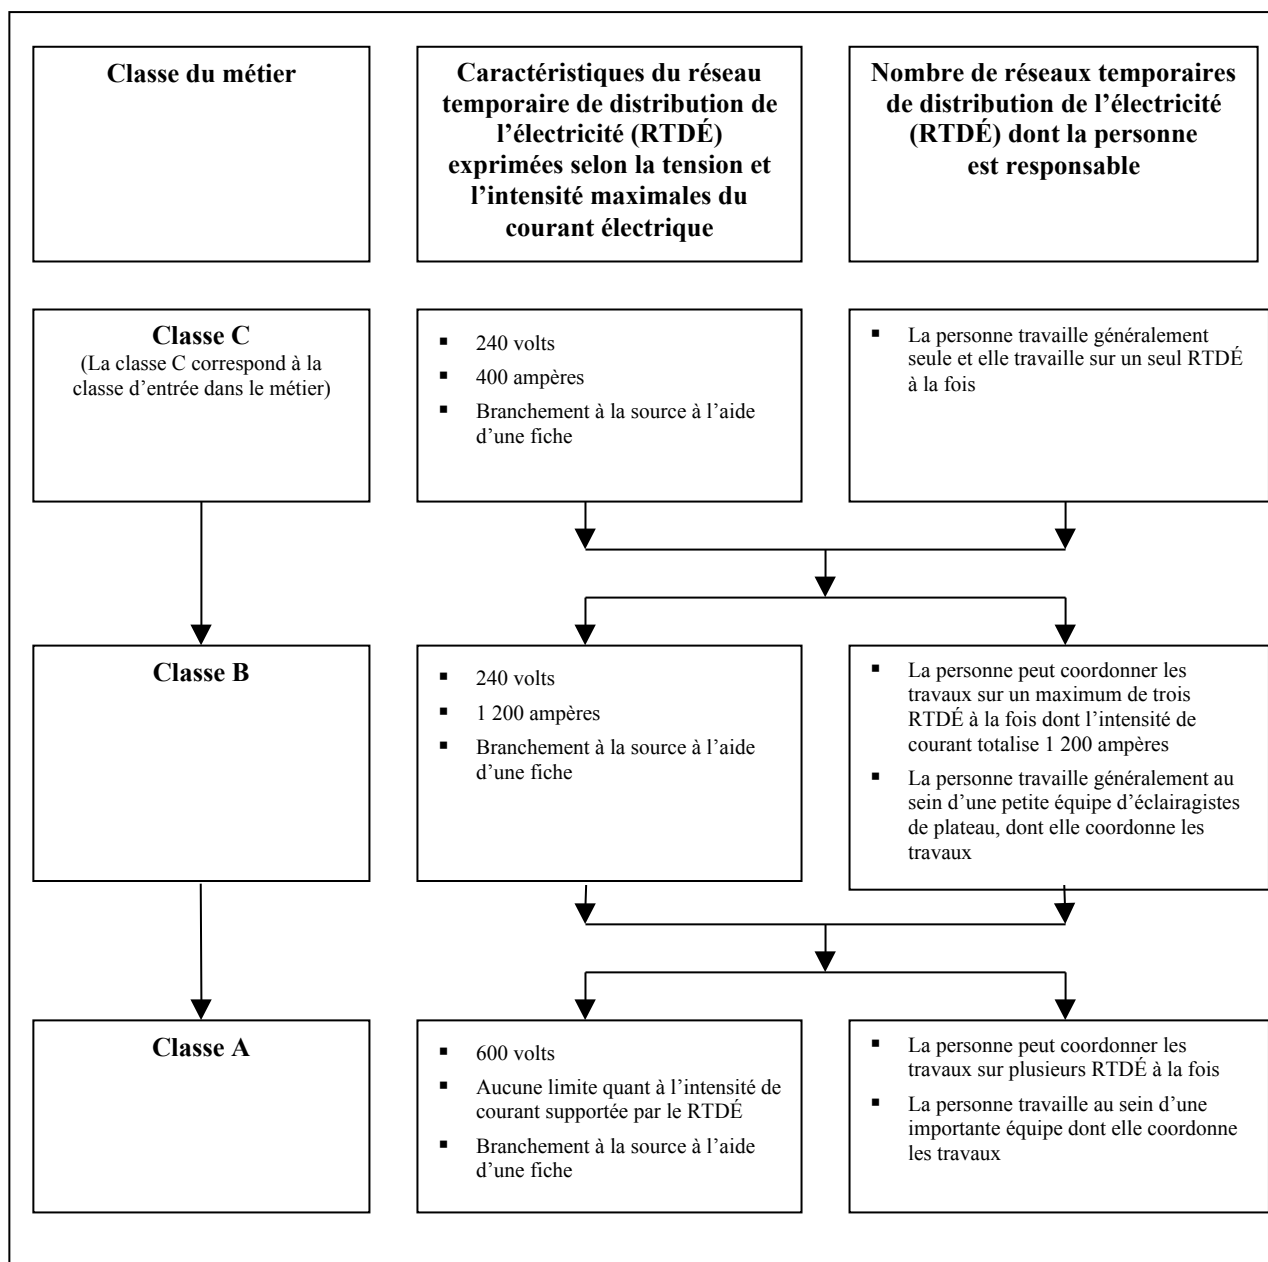 Classe du métier
Caractéristiques du réseau
temporaire de distribution de
l’électricité (RTDÉ)
exprimées selon la tension et
l’intensité maximales du
courant électrique
Nombre de réseaux temporaires
de distribution de l’électricité
(RTDÉ) dont la personne
est responsable
Classe C
(La classe C correspond à la
classe d’entrée dans le métier)
▪ 240 volts
▪ 400 ampères
▪ Branchement à la source à l’aide
d’une fiche
▪ La personne travaille généralement
seule et elle travaille sur un seul RTDÉ
à la fois
Classe B
▪ 240 volts
▪ 1 200 ampères
▪ Branchement à la source à l’aide
d’une fiche
▪ La personne peut coordonner les
travaux sur un maximum de trois
RTDÉ à la fois dont l’intensité de
courant totalise 1 200 ampères
▪ La personne travaille généralement au
sein d’une petite équipe d’éclairagistes
de plateau, dont elle coordonne les
travaux
Classe A
▪ 600 volts
▪ Aucune limite quant à l’intensité de
courant supportée par le RTDÉ
▪ Branchement à la source à l’aide
d’une fiche
▪ La personne peut coordonner les
travaux sur plusieurs RTDÉ à la fois
▪ La personne travaille au sein d’une
importante équipe dont elle coordonne
les travaux